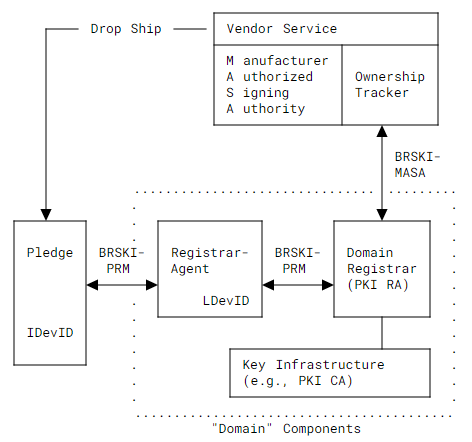 Drop Ship
Vendor Service
M anufacturer
A uthorized
S igning
A uthority
Ownership
Tracker
BRSKI-
MASA
Pledge
IDevID
BRSKI-
PRM
Registrar-
Agent
LDevID
BRSKI-
PRM
Domain
Registrar
(PKI RA)
Key Infrastructure
(e.g., PKI CA)
"Domain" Components